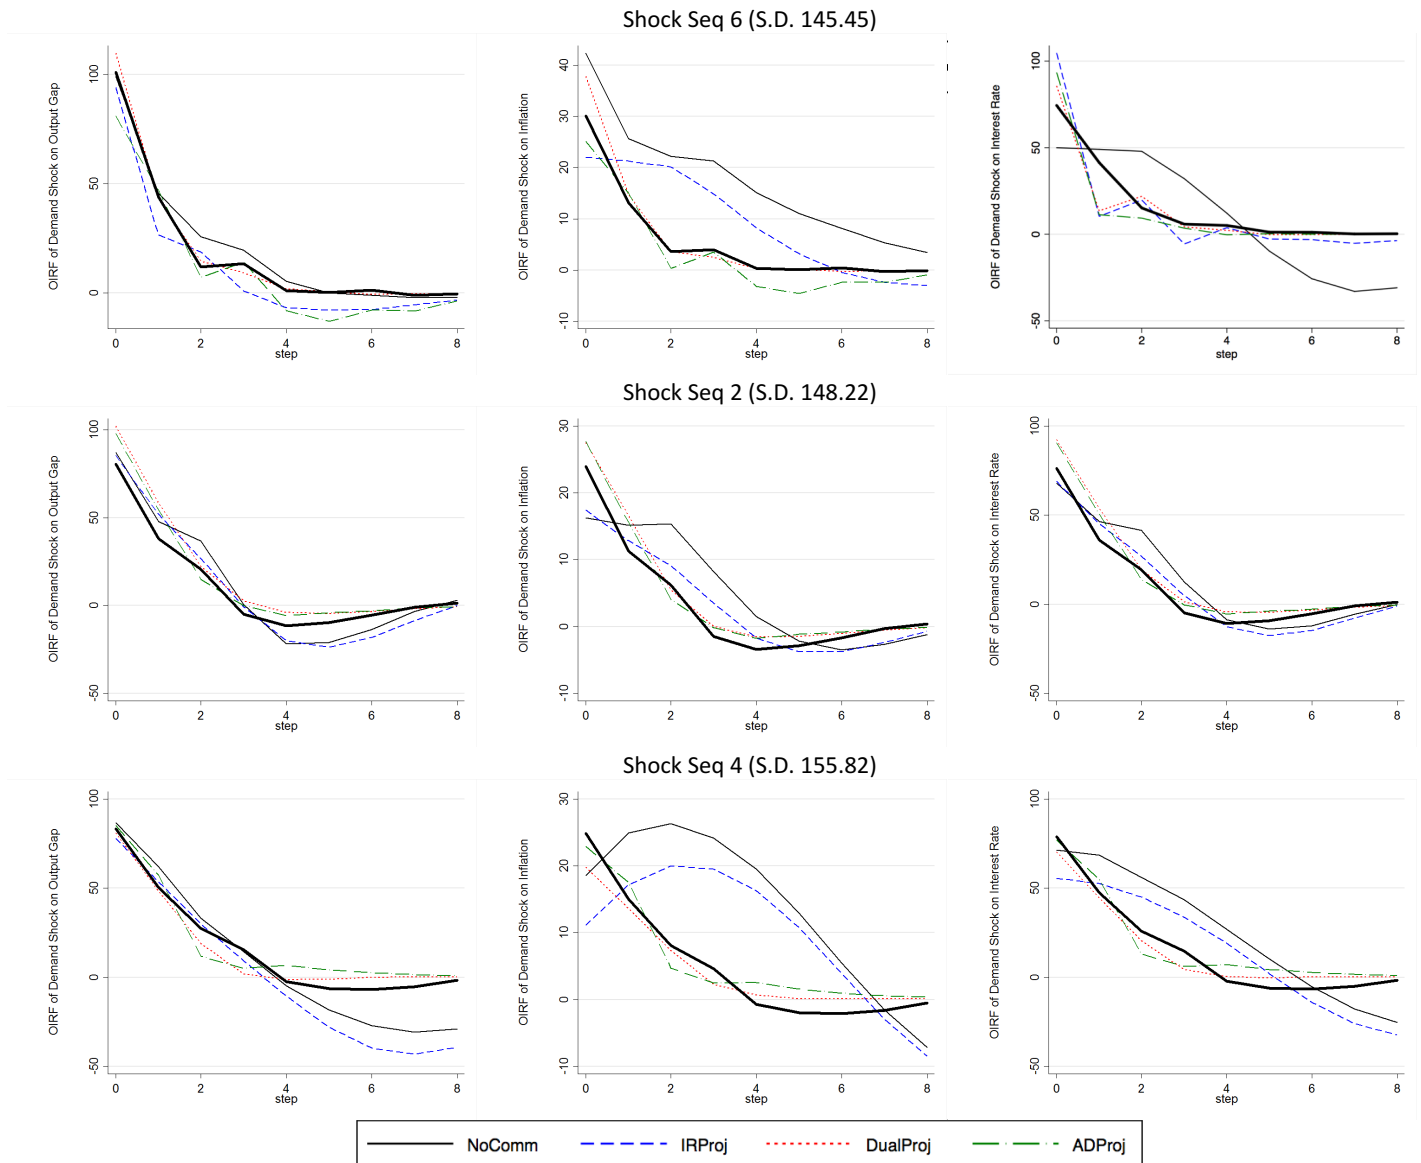 Shock Seq 6 (S.D. 145.45)
OIRF of Demand Shock on Output Gap
100
50
0
0 2 4 6 8
step
OIRF of Demand Shock on Inflation
40
30
20
10
0
-10
0 2 4 6 8
step
OIRF of Demand Shock on Interest Rate
100
50
0
-50
0 2 4 6 8
step
Shock Seq 2 (S.D. 148.22)
OIRF of Demand Shock on Output Gap
100
50
0
-50
0 2 4 6 8
step
OIRF of Demand Shock on Inflation
30
20
10
0
-10
0 2 4 6 8
step
OIRF of Demand Shock on Interest Rate
100
50
0
-50
0 2 4 6 8
step
Shock Seq 4 (S.D. 155.82)
OIRF of Demand Shock on Output Gap
100
50
0
-50
0 2 4 6 8
step
OIRF of Demand Shock on Inflation
30
20
10
0
-10
0 2 4 6 8
step
OIRF of Demand Shock on Interest Rate
100
50
0
-50
0 2 4 6 8
step
NoComm IRProj DualProj ADProj